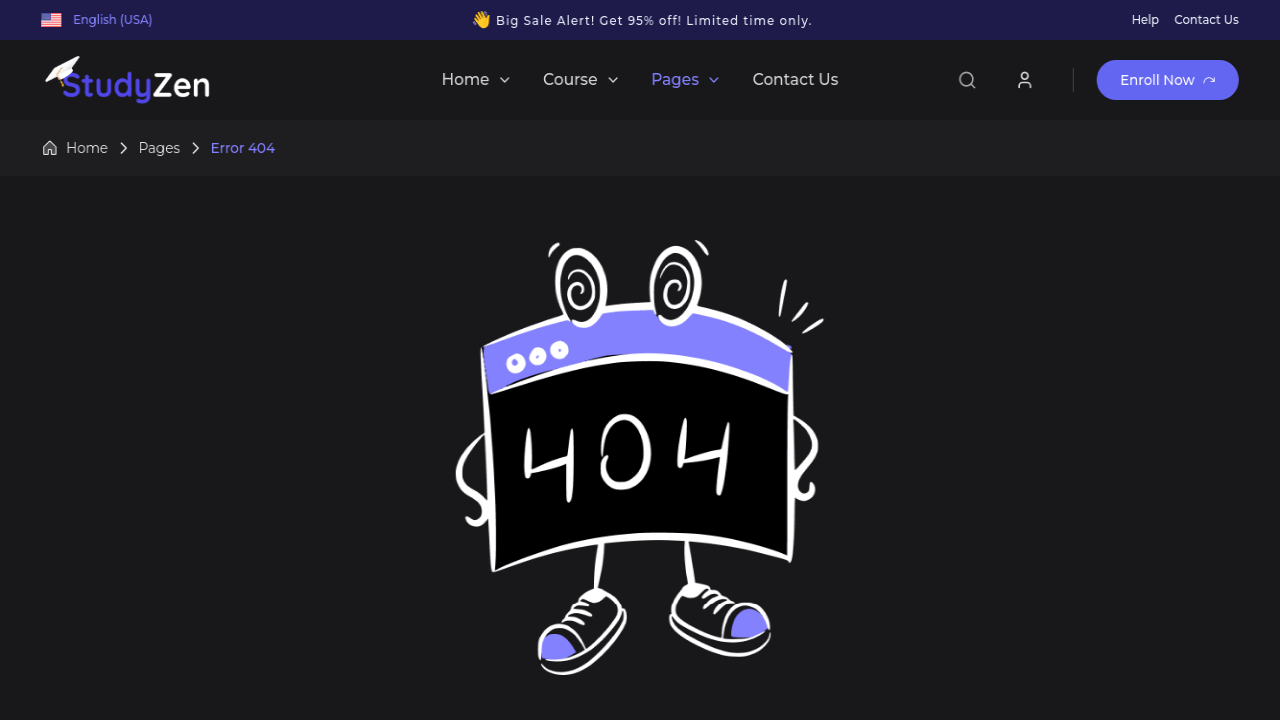 English (USA)
👋 Big Sale Alert! Get 95% off! Limited time only.
Help
Contact Us
StudyZen
Home
Course
Pages
Contact Us
Enroll Now
Home
Pages
Error 404
404